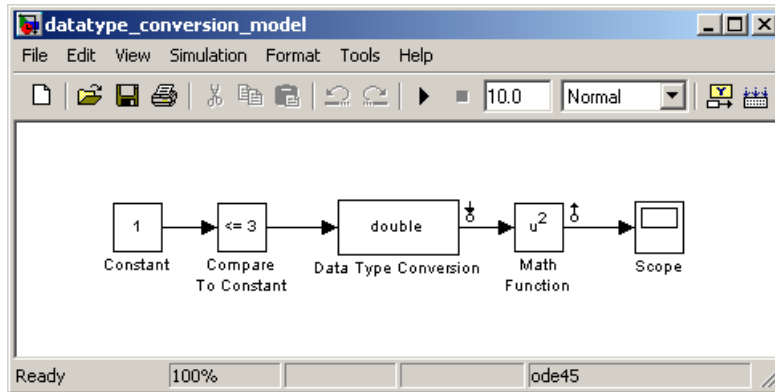 datatype_conversion_model
File Edit View Simulation Format Tools Help
10.0 Normal
1
<= 3
double
u²
Constant
Compare
To Constant
Data Type Conversion
Math
Function
Scope
Ready 100% ode45